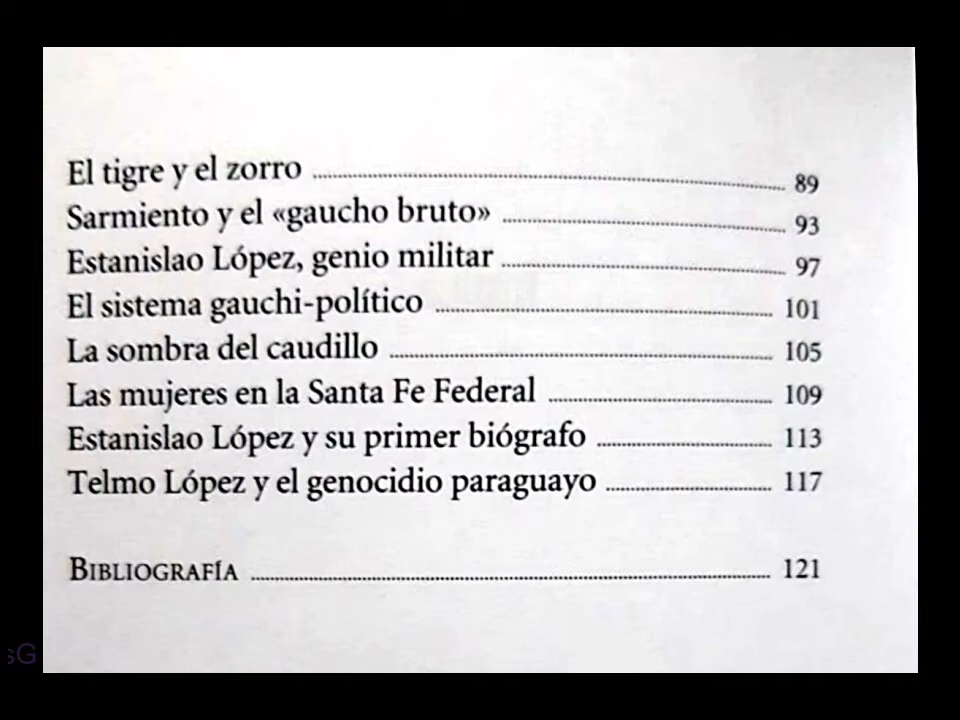 El tigre y el zorro ........ 89
Sarmiento y el «gaucho bruto» ........ 93
Estanislao López, genio militar ........ 97
El sistema gauchi-político ........ 101
La sombra del caudillo ........ 105
Las mujeres en la Santa Fe Federal ........ 109
Estanislao López y su primer biógrafo ........ 113
Telmo López y el genocidio paraguayo ........ 117
BIBLIOGRAFÍA ........ 121